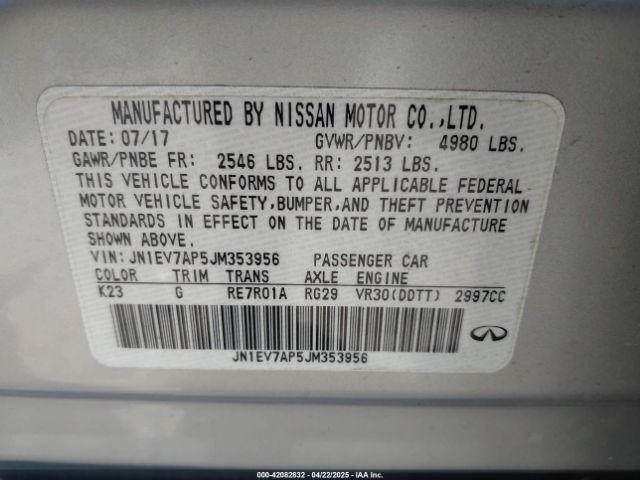 MANUFACTURED BY NISSAN MOTOR CO.,LTD.
DATE: 07/17 GVWR/PNBV: 4980 LBS.
GAWR/PNBE FR: 2546 LBS. RR: 2513 LBS.
THIS VEHICLE CONFORMS TO ALL APPLICABLE FEDERAL
MOTOR VEHICLE SAFETY,BUMPER,AND THEFT PREVENTION
STANDARDS IN EFFECT ON THE DATE OF MANUFACTURE
SHOWN ABOVE.
VIN: JN1EV7AP5JM353956 PASSENGER CAR
COLOR TRIM TRANS AXLE ENGINE
K23 G RE7R01A RG29 VR30(DDTT) 2997CC
JN1EV7AP5JM353956
000-42082832 - 04/22/2025 - IAA Inc.